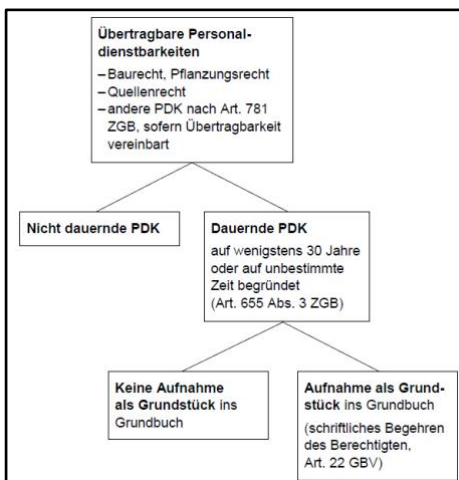 Übertragbare Personal-
dienstbarkeiten
– Baurecht, Pflanzungsrecht
– Quellenrecht
– andere PDK nach Art. 781
ZGB, sofern Übertragbarkeit
vereinbart
Nicht dauernde PDK
Dauernde PDK
auf wenigstens 30 Jahre
oder auf unbestimmte
Zeit begründet
(Art. 655 Abs. 3 ZGB)
Keine Aufnahme
als Grundstück ins
Grundbuch
Aufnahme als Grund-
stück ins Grundbuch
(schriftliches Begehren
des Berechtigten,
Art. 22 GBV)